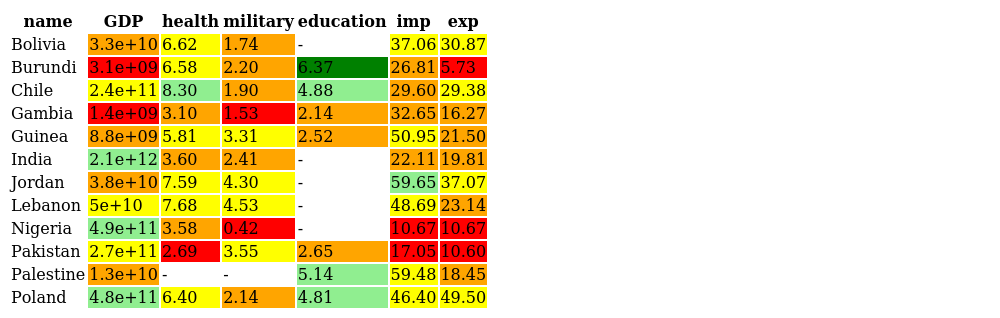 name GDP health military education imp exp
Bolivia 3.3e+10 6.62 1.74 - 37.06 30.87
Burundi 3.1e+09 6.58 2.20 6.37 26.81 5.73
Chile 2.4e+11 8.30 1.90 4.88 29.60 29.38
Gambia 1.4e+09 3.10 1.53 2.14 32.65 16.27
Guinea 8.8e+09 5.81 3.31 2.52 50.95 21.50
India 2.1e+12 3.60 2.41 - 22.11 19.81
Jordan 3.8e+10 7.59 4.30 - 59.65 37.07
Lebanon 5e+10 7.68 4.53 - 48.69 23.14
Nigeria 4.9e+11 3.58 0.42 - 10.67 10.67
Pakistan 2.7e+11 2.69 3.55 2.65 17.05 10.60
Palestine 1.3e+10 - - 5.14 59.48 18.45
Poland 4.8e+11 6.40 2.14 4.81 46.40 49.50